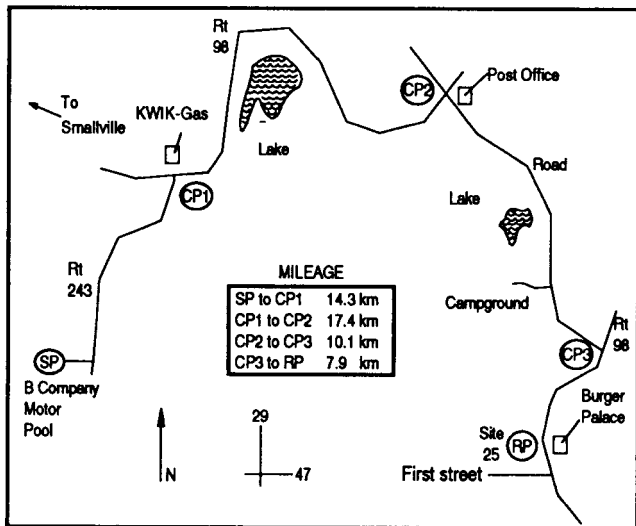 Rt
98
CP2
Post Office
To
Smallville
KWIK-Gas
Lake
Road
CP1
Lake
Rt
243
MILEAGE
SP to CP1 14.3 km
CP1 to CP2 17.4 km
CP2 to CP3 10.1 km
CP3 to RP 7.9 km
Campground
Rt
98
SP
CP3
B Company
Motor
Pool
Burger
Palace
29
Site
25
RP
N
47
First street